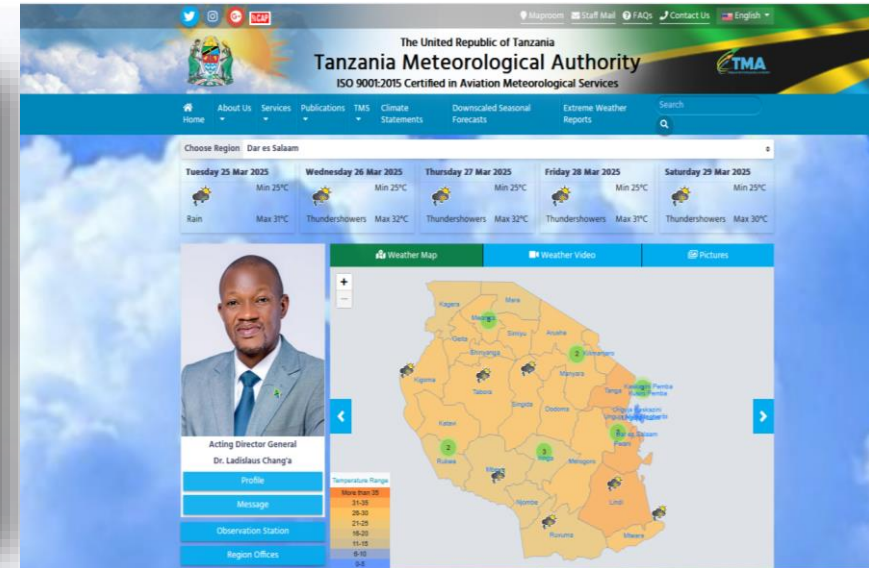 %CAP
Maproom Staff Mail FAQs Contact Us English
The United Republic of Tanzania
Tanzania Meteorological Authority
ISO 9001:2015 Certified in Aviation Meteorological Services
TMA
Home About Us Services Publications TMS Climate Statements Downscaled Seasonal Forecasts Extreme Weather Reports Search
Choose Region Dar es Salaam
Tuesday 25 Mar 2025
Min 25°C
Rain Max 31°C
Wednesday 26 Mar 2025
Min 25°C
Thundershowers Max 32°C
Thursday 27 Mar 2025
Min 25°C
Thundershowers Max 32°C
Friday 28 Mar 2025
Min 25°C
Thundershowers Max 31°C
Saturday 29 Mar 2025
Min 25°C
Thundershowers Max 30°C
Acting Director General
Dr. Ladislaus Chang'a
Profile
Message
Observation Station
Region Offices
Weather Map Weather Video Pictures
+
−
Kagera
Mara
Geita
Simiyu
Arusha
Shinyanga
2 Kilimanjaro
Manyara
Kigoma
Tabora
Tanga
Singida
Dodoma
Katavi
Pwani
2
Rukwa
3
Iringa
Morogoro
Mbeya
Njombe
Lindi
Ruvuma
Mtwara
Temperature Range
More than 35
31-35
26-30
21-25
16-20
11-15
6-10
0-5